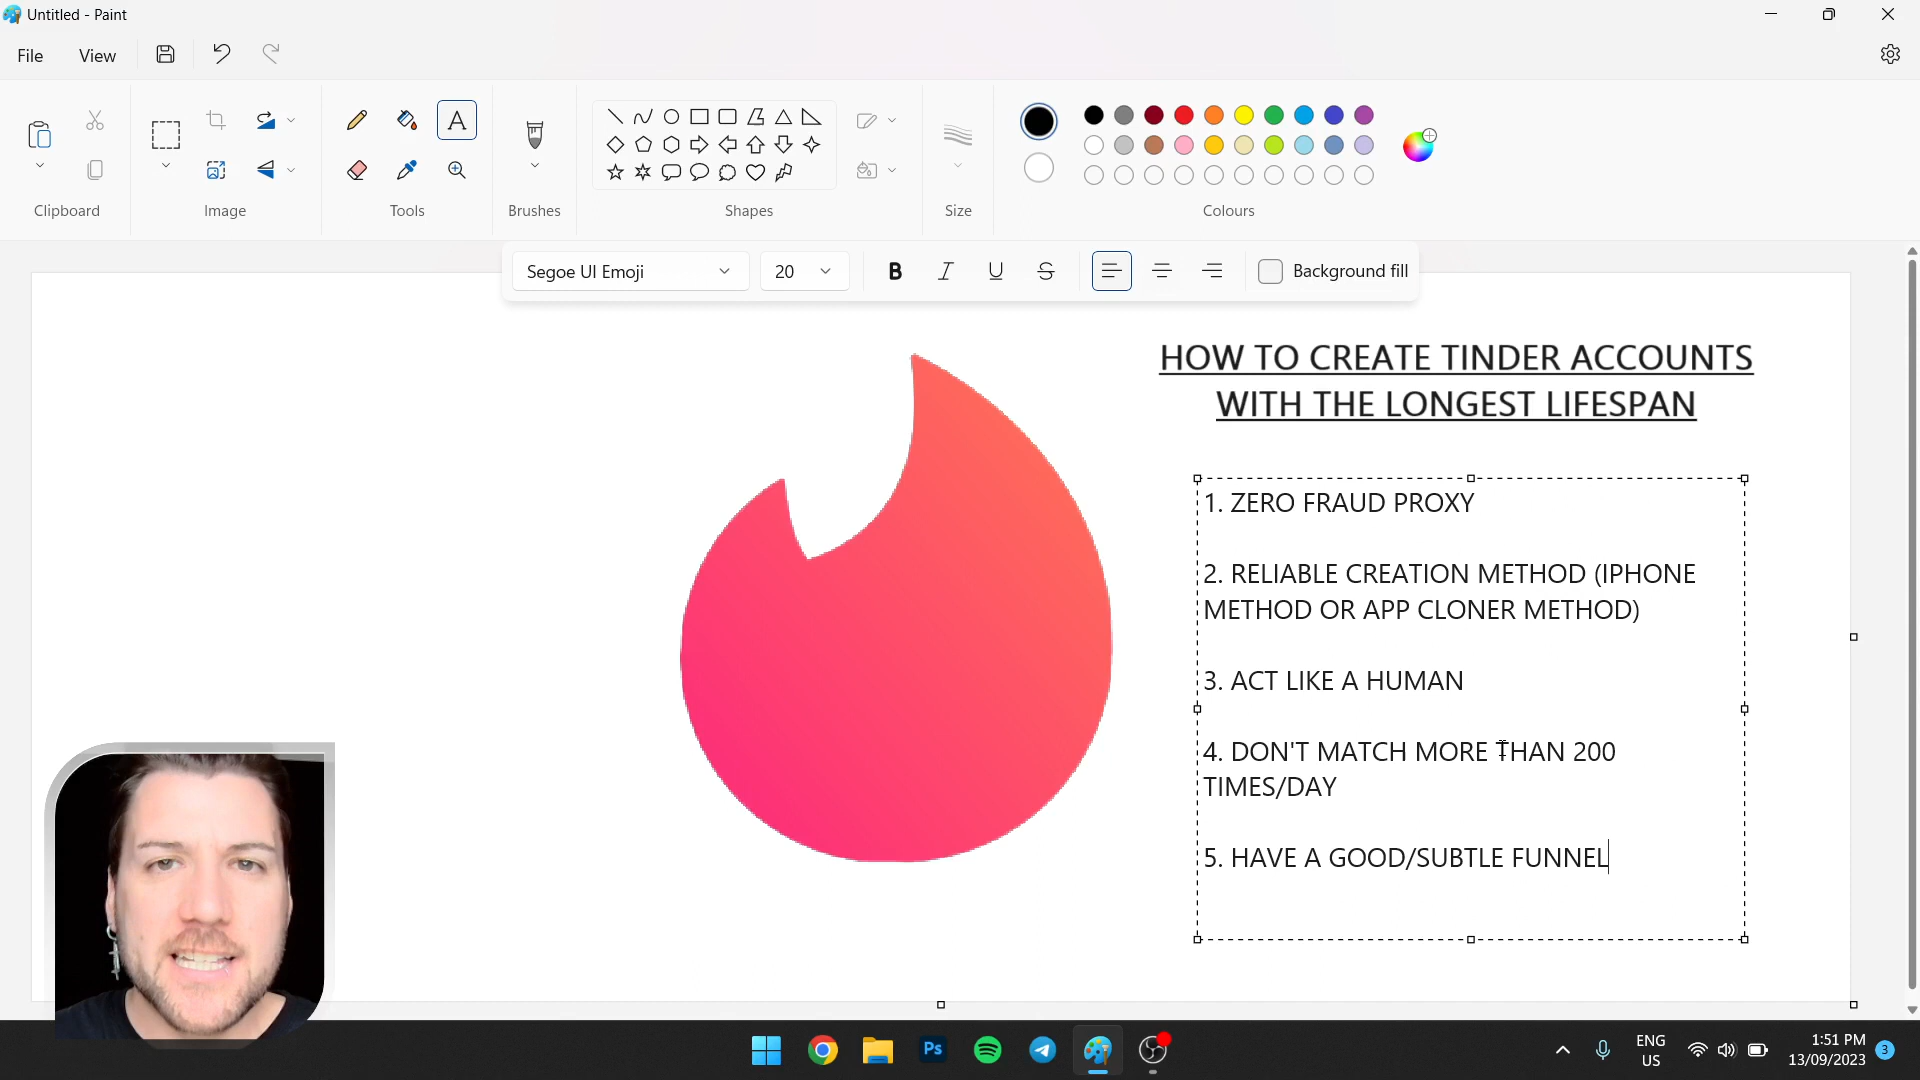 Untitled - Paint
File
View
Clipboard
Image
Tools
Brushes
Shapes
Size
Colours
Segoe UI Emoji
20
B
Background fill
HOW TO CREATE TINDER ACCOUNTS
WITH THE LONGEST LIFESPAN
1. ZERO FRAUD PROXY
2. RELIABLE CREATION METHOD (IPHONE
METHOD OR APP CLONER METHOD)
3. ACT LIKE A HUMAN
4. DON'T MATCH MORE THAN 200
TIMES/DAY
5. HAVE A GOOD/SUBTLE FUNNEL
Ps
ENG
US
1:51 PM
13/09/2023
3